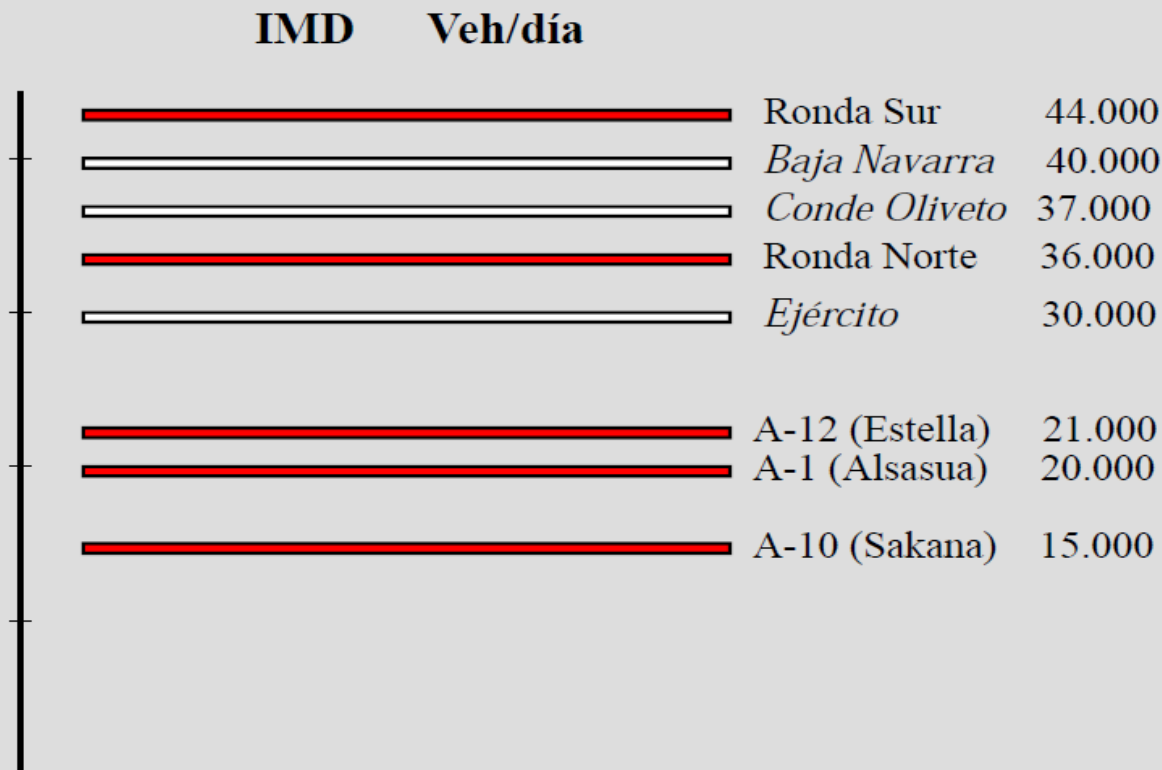 IMD Veh/día
Ronda Sur 44.000
Baja Navarra 40.000
Conde Oliveto 37.000
Ronda Norte 36.000
Ejército 30.000
A-12 (Estella) 21.000
A-1 (Alsasua) 20.000
A-10 (Sakana) 15.000